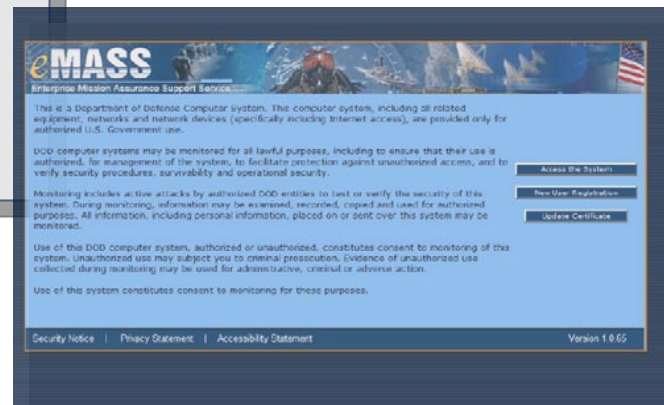 eMASS
Enterprise Mission Assurance Support Service
This is a Department of Defense Computer System. This computer system, including all related
equipment, networks and network devices (specifically including Internet access), are provided only for
authorized U.S. Government use.
DOD computer systems may be monitored for all lawful purposes, including to ensure that their use is
authorized, for management of the system, to facilitate protection against unauthorized access, and to
verify security procedures, survivability and operational security.
Monitoring includes active attacks by authorized DOD entities to test or verify the security of this
system. During monitoring, information may be examined, recorded, copied and used for authorized
purposes. All information, including personal information, placed on or sent over this system may be
monitored.
Use of this DOD computer system, authorized or unauthorized, constitutes consent to monitoring of this
system. Unauthorized use may subject you to criminal prosecution. Evidence of unauthorized use
collected during monitoring may be used for administrative, criminal or adverse action.
Use of this system constitutes consent to monitoring for these purposes.
Access the System
New User Registration
Update Certificate
Security Notice | Privacy Statement | Accessibility Statement
Version 1.0.65